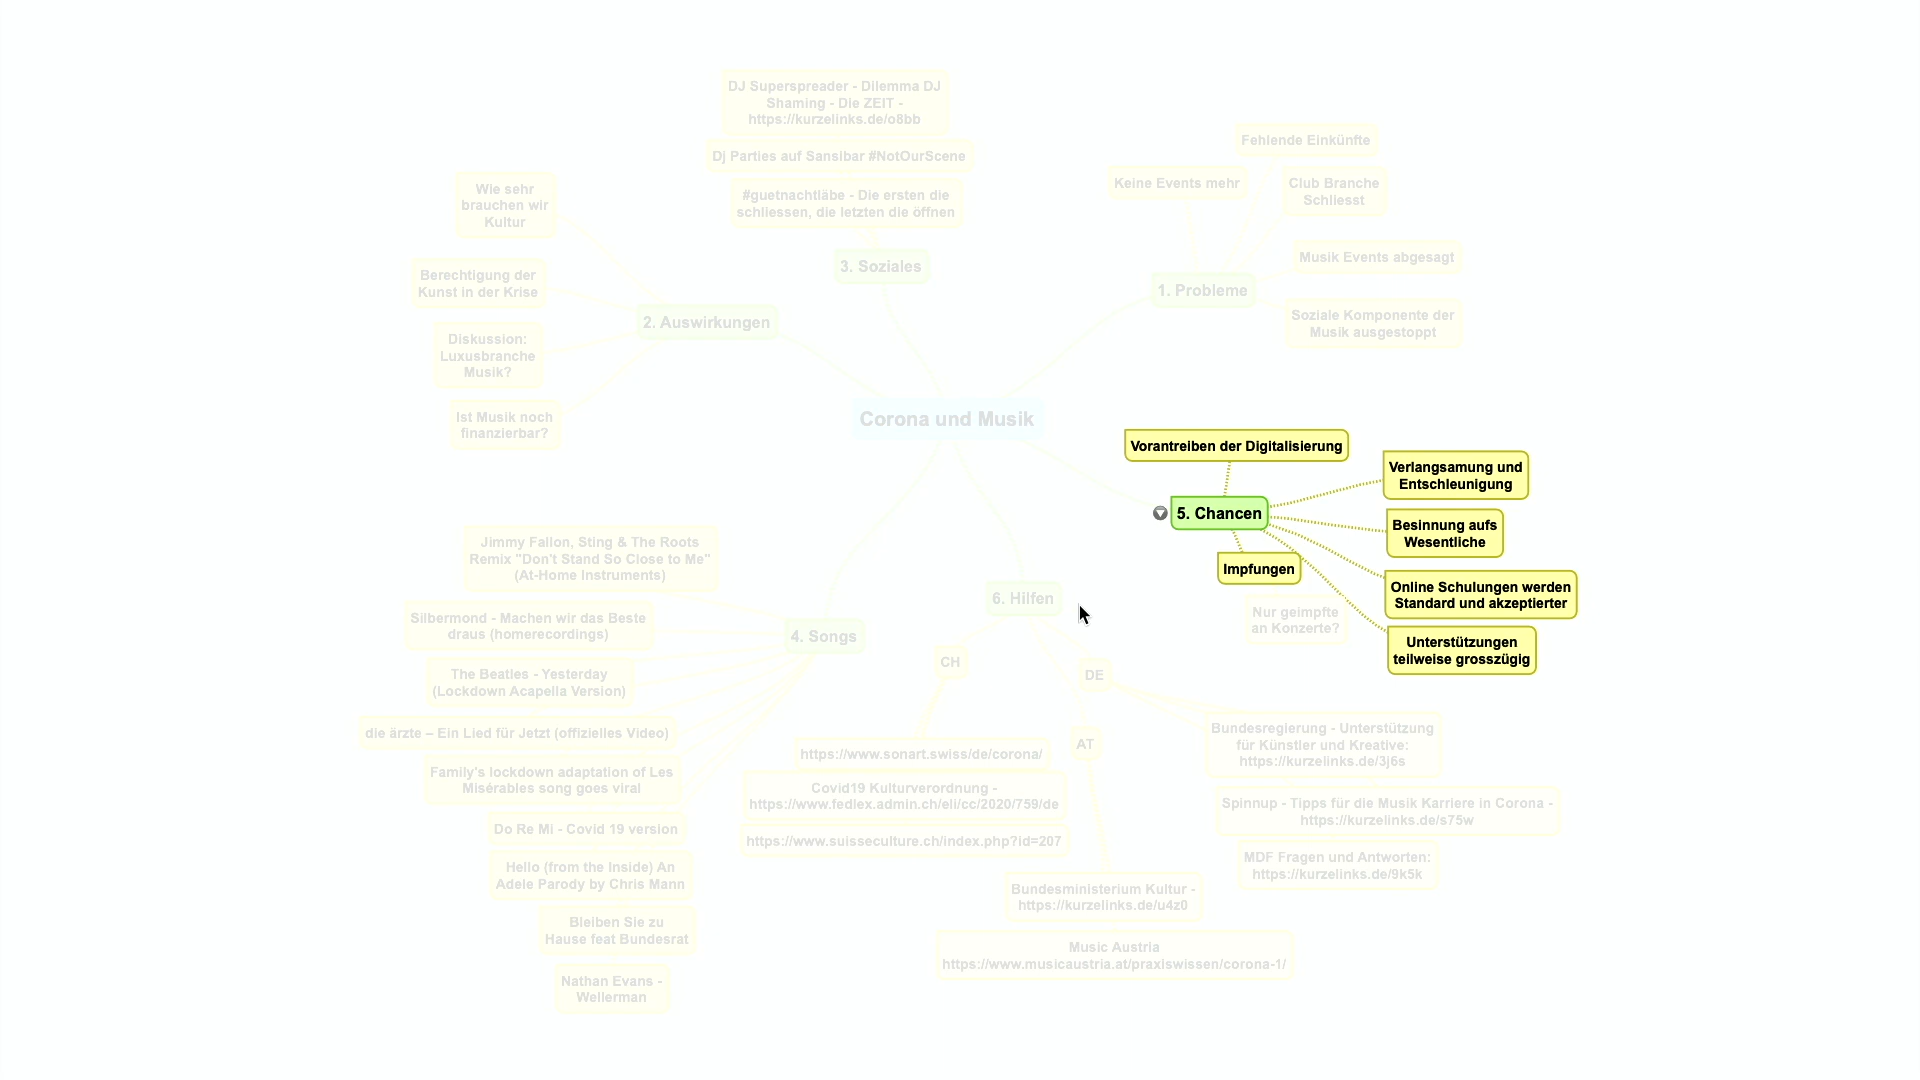 DJ Superspreader - Dilemma DJ
Shaming - Die ZEIT -
https://kurzelinks.de/o8bb
Dj Parties auf Sansibar #NotOurScene
#guetnachtläbe - Die ersten die
schliessen, die letzten die öffnen
3. Soziales
Fehlende Einkünfte
Keine Events mehr
Club Branche
Schliesst
Musik Events abgesagt
1. Probleme
Soziale Komponente der
Musik ausgestoppt
Wie sehr
brauchen wir
Kultur
Berechtigung der
Kunst in der Krise
2. Auswirkungen
Diskussion:
Luxusbranche
Musik?
Ist Musik noch
finanzierbar?
Corona und Musik
Vorantreiben der Digitalisierung
Verlangsamung und
Entschleunigung
5. Chancen
Besinnung aufs
Wesentliche
Impfungen
Online Schulungen werden
Standard und akzeptierter
Nur geimpfte
an Konzerte?
Unterstützungen
teilweise grosszügig
Jimmy Fallon, Sting & The Roots
Remix "Don't Stand So Close to Me"
(At-Home Instruments)
Silbermond - Machen wir das Beste
draus (homerecordings)
4. Songs
The Beatles - Yesterday
(Lockdown Acapella Version)
die ärzte – Ein Lied für Jetzt (offizielles Video)
Family's lockdown adaptation of Les
Misérables song goes viral
Do Re Mi - Covid 19 version
Hello (from the Inside) An
Adele Parody by Chris Mann
Bleiben Sie zu
Hause feat Bundesrat
Nathan Evans -
Wellerman
6. Hilfen
CH
DE
AT
https://www.sonart.swiss/de/corona/
Covid19 Kulturverordnung -
https://www.fedlex.admin.ch/eli/cc/2020/759/de
https://www.suisseculture.ch/index.php?id=207
Bundesregierung - Unterstützung
für Künstler und Kreative:
https://kurzelinks.de/3j6s
Spinnup - Tipps für die Musik Karriere in Corona -
https://kurzelinks.de/s75w
MDF Fragen und Antworten:
https://kurzelinks.de/9k5k
Bundesministerium Kultur -
https://kurzelinks.de/u4z0
Music Austria
https://www.musicaustria.at/praxiswissen/corona-1/